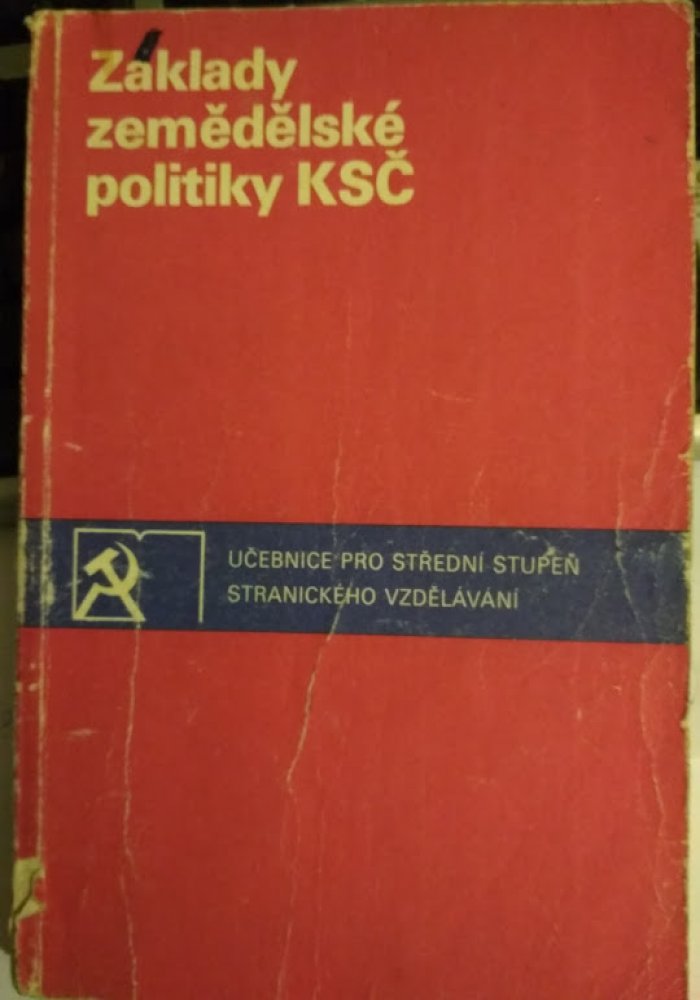 Základy
zemědělské
politiky KSČ
UČEBNICE PRO STŘEDNÍ STUPEŇ
STRANICKÉHO VZDĚLÁVÁNÍ